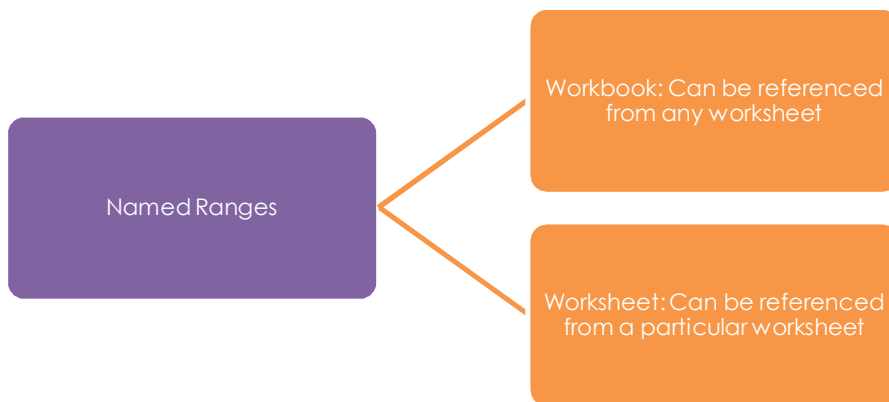 Named Ranges
Workbook: Can be referenced
from any worksheet
Worksheet: Can be referenced
from a particular worksheet